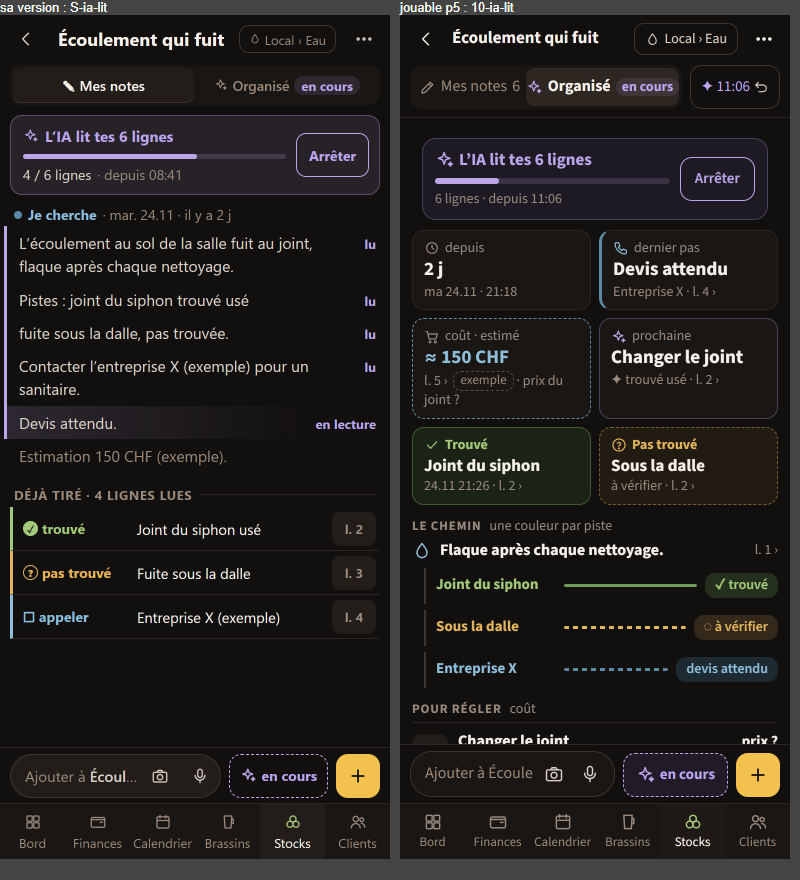 sa version : S-ia-lit
Écoulement qui fuit
Local › Eau
Mes notes
Organisé en cours
L’IA lit tes 6 lignes
4 / 6 lignes · depuis 08:41
Arrêter
Je cherche · mar. 24.11 · il y a 2 j
L’écoulement au sol de la salle fuit au joint,
flaque après chaque nettoyage.
lu
Pistes : joint du siphon trouvé usé
lu
fuite sous la dalle, pas trouvée.
lu
Contacter l’entreprise X (exemple) pour un
sanitaire.
lu
Devis attendu.
en lecture
Estimation 150 CHF (exemple).
DÉJÀ TIRÉ · 4 LIGNES LUES
trouvé Joint du siphon usé l. 2
pas trouvé Fuite sous la dalle l. 3
appeler Entreprise X (exemple) l. 4
Ajouter à Écoul...
en cours
+
Bord Finances Calendrier Brassins Stocks Clients
jouable p5 : 10-ia-lit
Écoulement qui fuit
Local › Eau
Mes notes 6
Organisé en cours
11:06
L’IA lit tes 6 lignes
6 lignes · depuis 11:06
Arrêter
depuis
2 j
ma 24.11 · 21:18
dernier pas
Devis attendu
Entreprise X · l. 4 ›
coût · estimé
≈ 150 CHF
l. 5 › exemple · prix du
joint ?
prochaine
Changer le joint
trouvé usé · l. 2 ›
Trouvé
Joint du siphon
24.11 21:26 · l. 2 ›
Pas trouvé
Sous la dalle
à vérifier · l. 2 ›
LE CHEMIN une couleur par piste
Flaque après chaque nettoyage. l. 1 ›
Joint du siphon ✓ trouvé
Sous la dalle à vérifier
Entreprise X devis attendu
POUR RÉGLER coût
Changer le joint prix ?
Ajouter à Écoule
en cours
+
Bord Finances Calendrier Brassins Stocks Clients